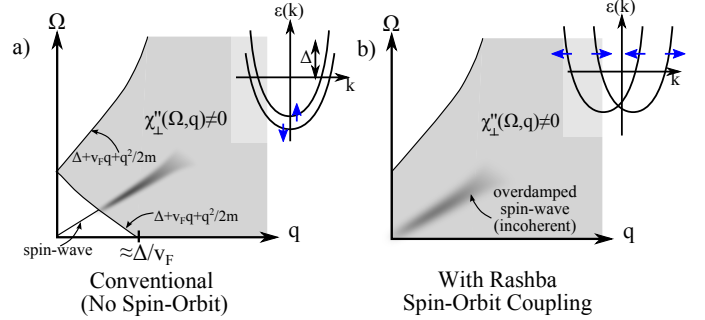 a)
Ω
ε(k)
Δ
k
χ''⊥(Ω,q)≠0
Δ+vFq+q²/2m
Δ+vFq+q²/2m
spin-wave
≈Δ/vF
q
Conventional
(No Spin-Orbit)
b)
Ω
ε(k)
k
χ''⊥(Ω,q)≠0
overdamped
spin-wave
(incoherent)
q
With Rashba
Spin-Orbit Coupling